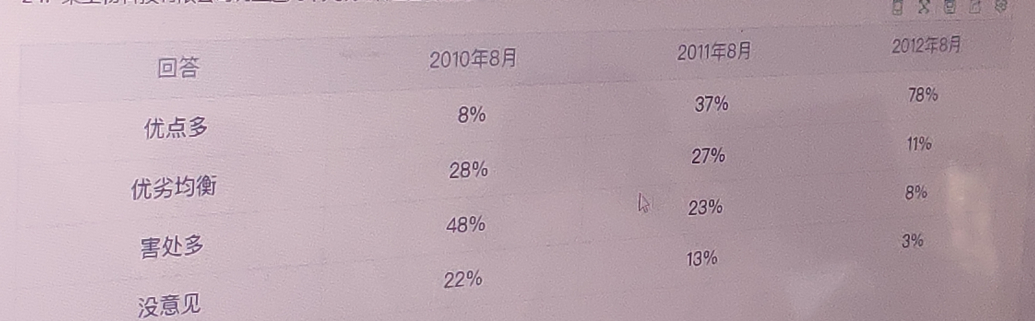 回答 2010年8月 2011年8月 2012年8月
优点多 8% 37% 78%
优劣均衡 28% 27% 11%
害处多 48% 23% 8%
没意见 22% 13% 3%